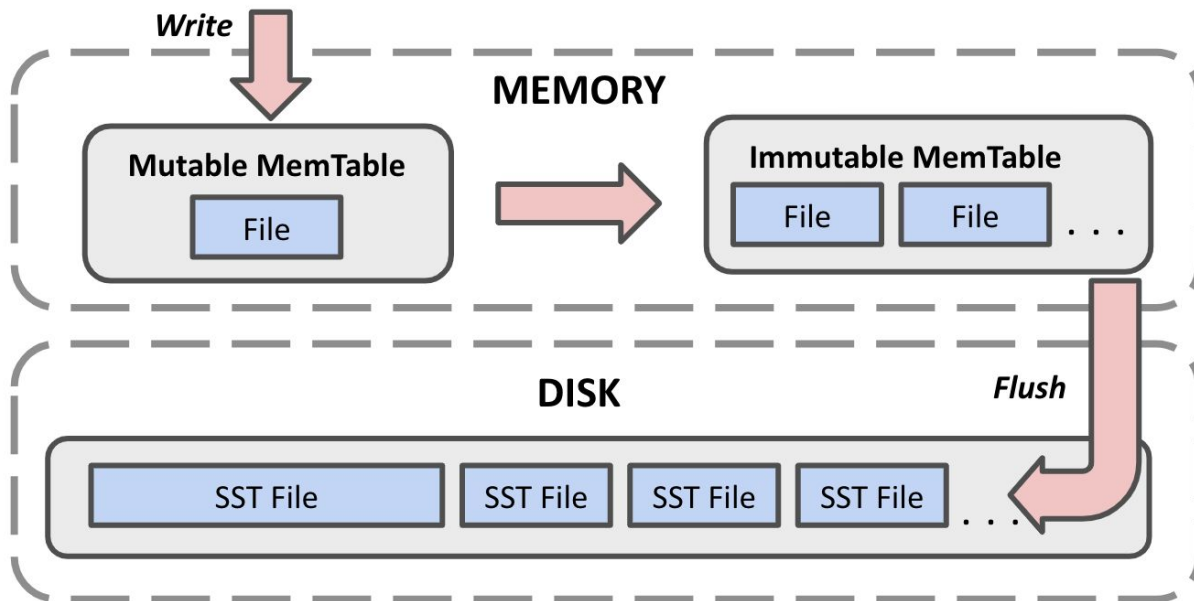 Write
MEMORY
Mutable MemTable
File
Immutable MemTable
File File . . .
DISK
Flush
SST File SST File SST File SST File . . .